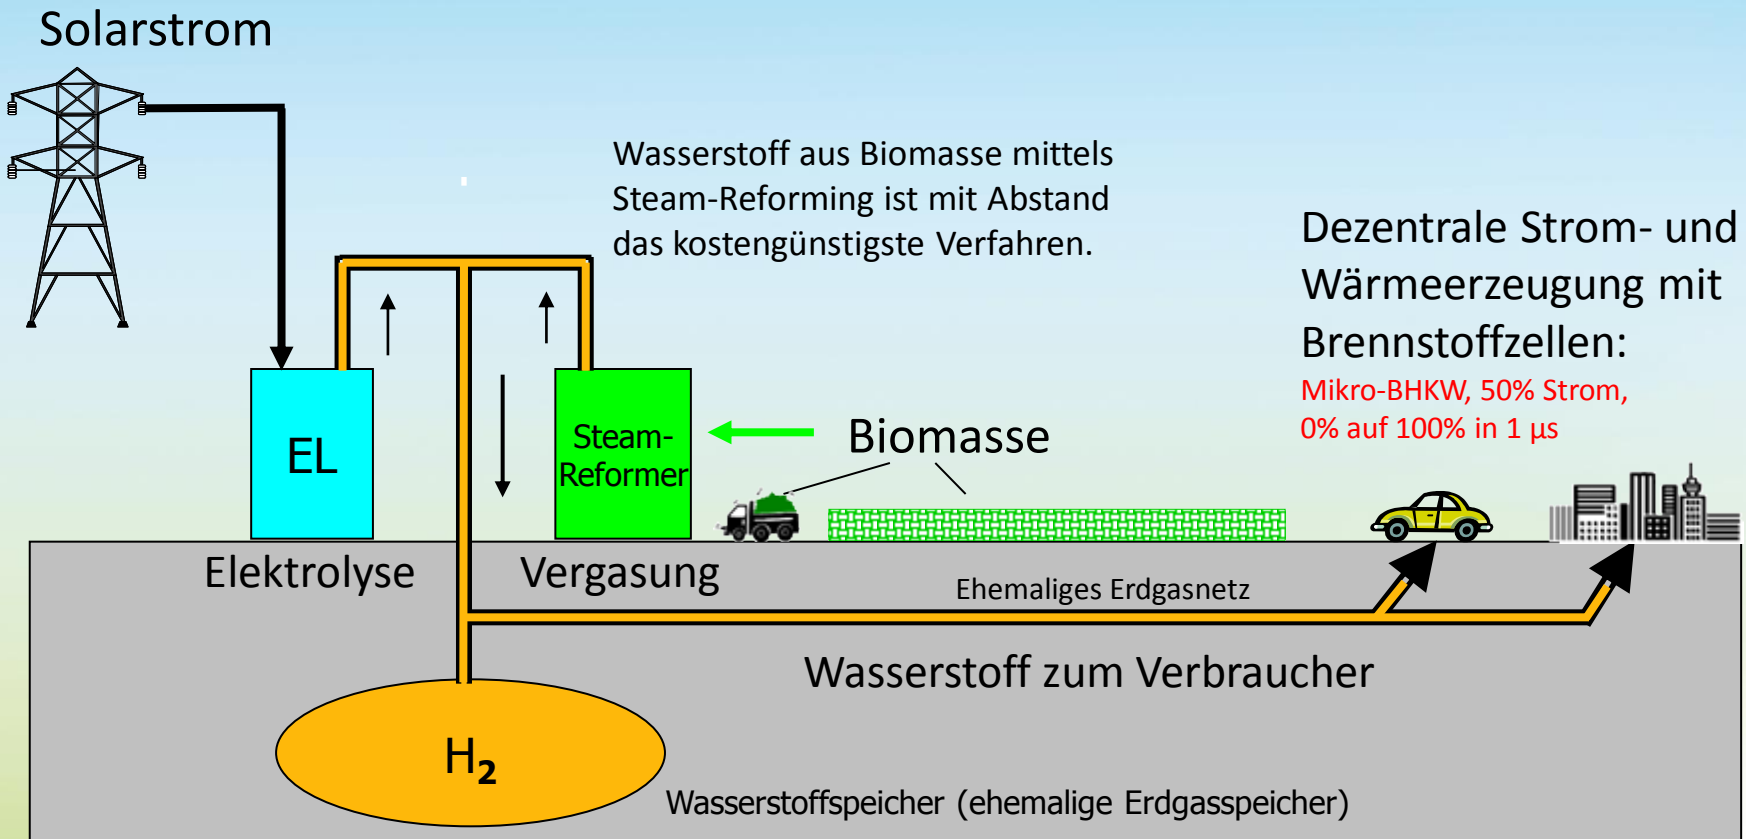 Solarstrom
Wasserstoff aus Biomasse mittels
Steam-Reforming ist mit Abstand
das kostengünstigste Verfahren.
Dezentrale Strom- und
Wärmeerzeugung mit
Brennstoffzellen:
Mikro-BHKW, 50% Strom,
0% auf 100% in 1 µs
EL
Steam-
Reformer
Biomasse
Elektrolyse
Vergasung
Ehemaliges Erdgasnetz
Wasserstoff zum Verbraucher
H₂
Wasserstoffspeicher (ehemalige Erdgasspeicher)